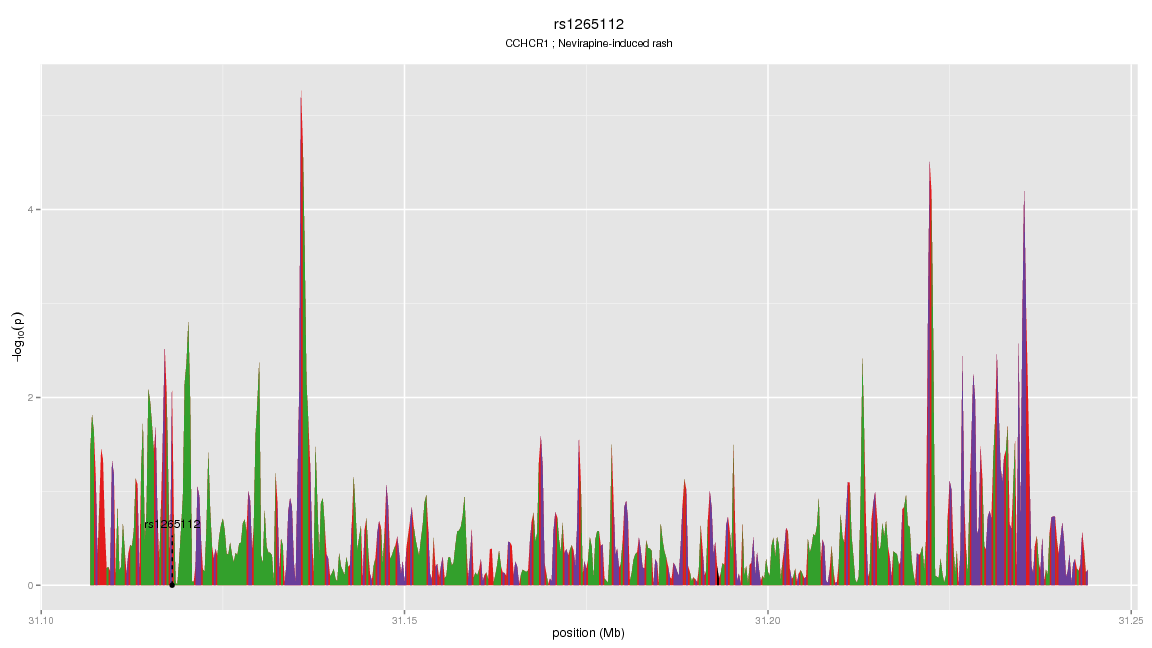 rs1265112
CCHCR1 ; Nevirapine-induced rash
−log10(p)
4
2
0
rs1265112
31.10 31.15 31.20 31.25
position (Mb)